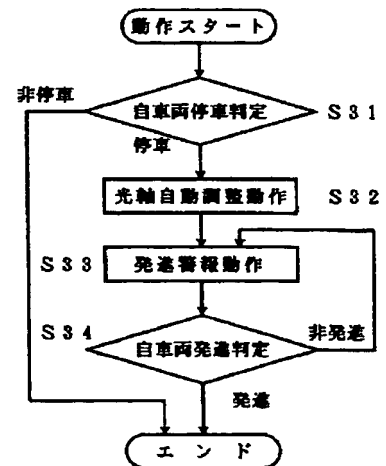 動作スタート
非停車
自車両停車判定 S31
停車
光軸自動調整動作 S32
S33 発進警報動作
S34
自車両発進判定
非発進
発進
エンド